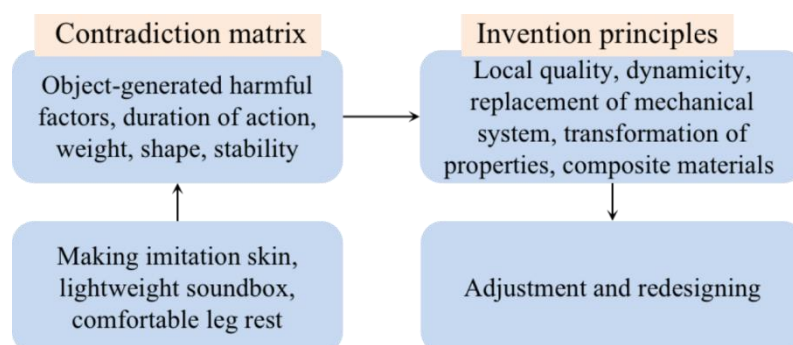 Contradiction matrix
Object-generated harmful
factors, duration of action,
weight, shape, stability
Invention principles
Local quality, dynamicity,
replacement of mechanical
system, transformation of
properties, composite materials
Making imitation skin,
lightweight soundbox,
comfortable leg rest
Adjustment and redesigning